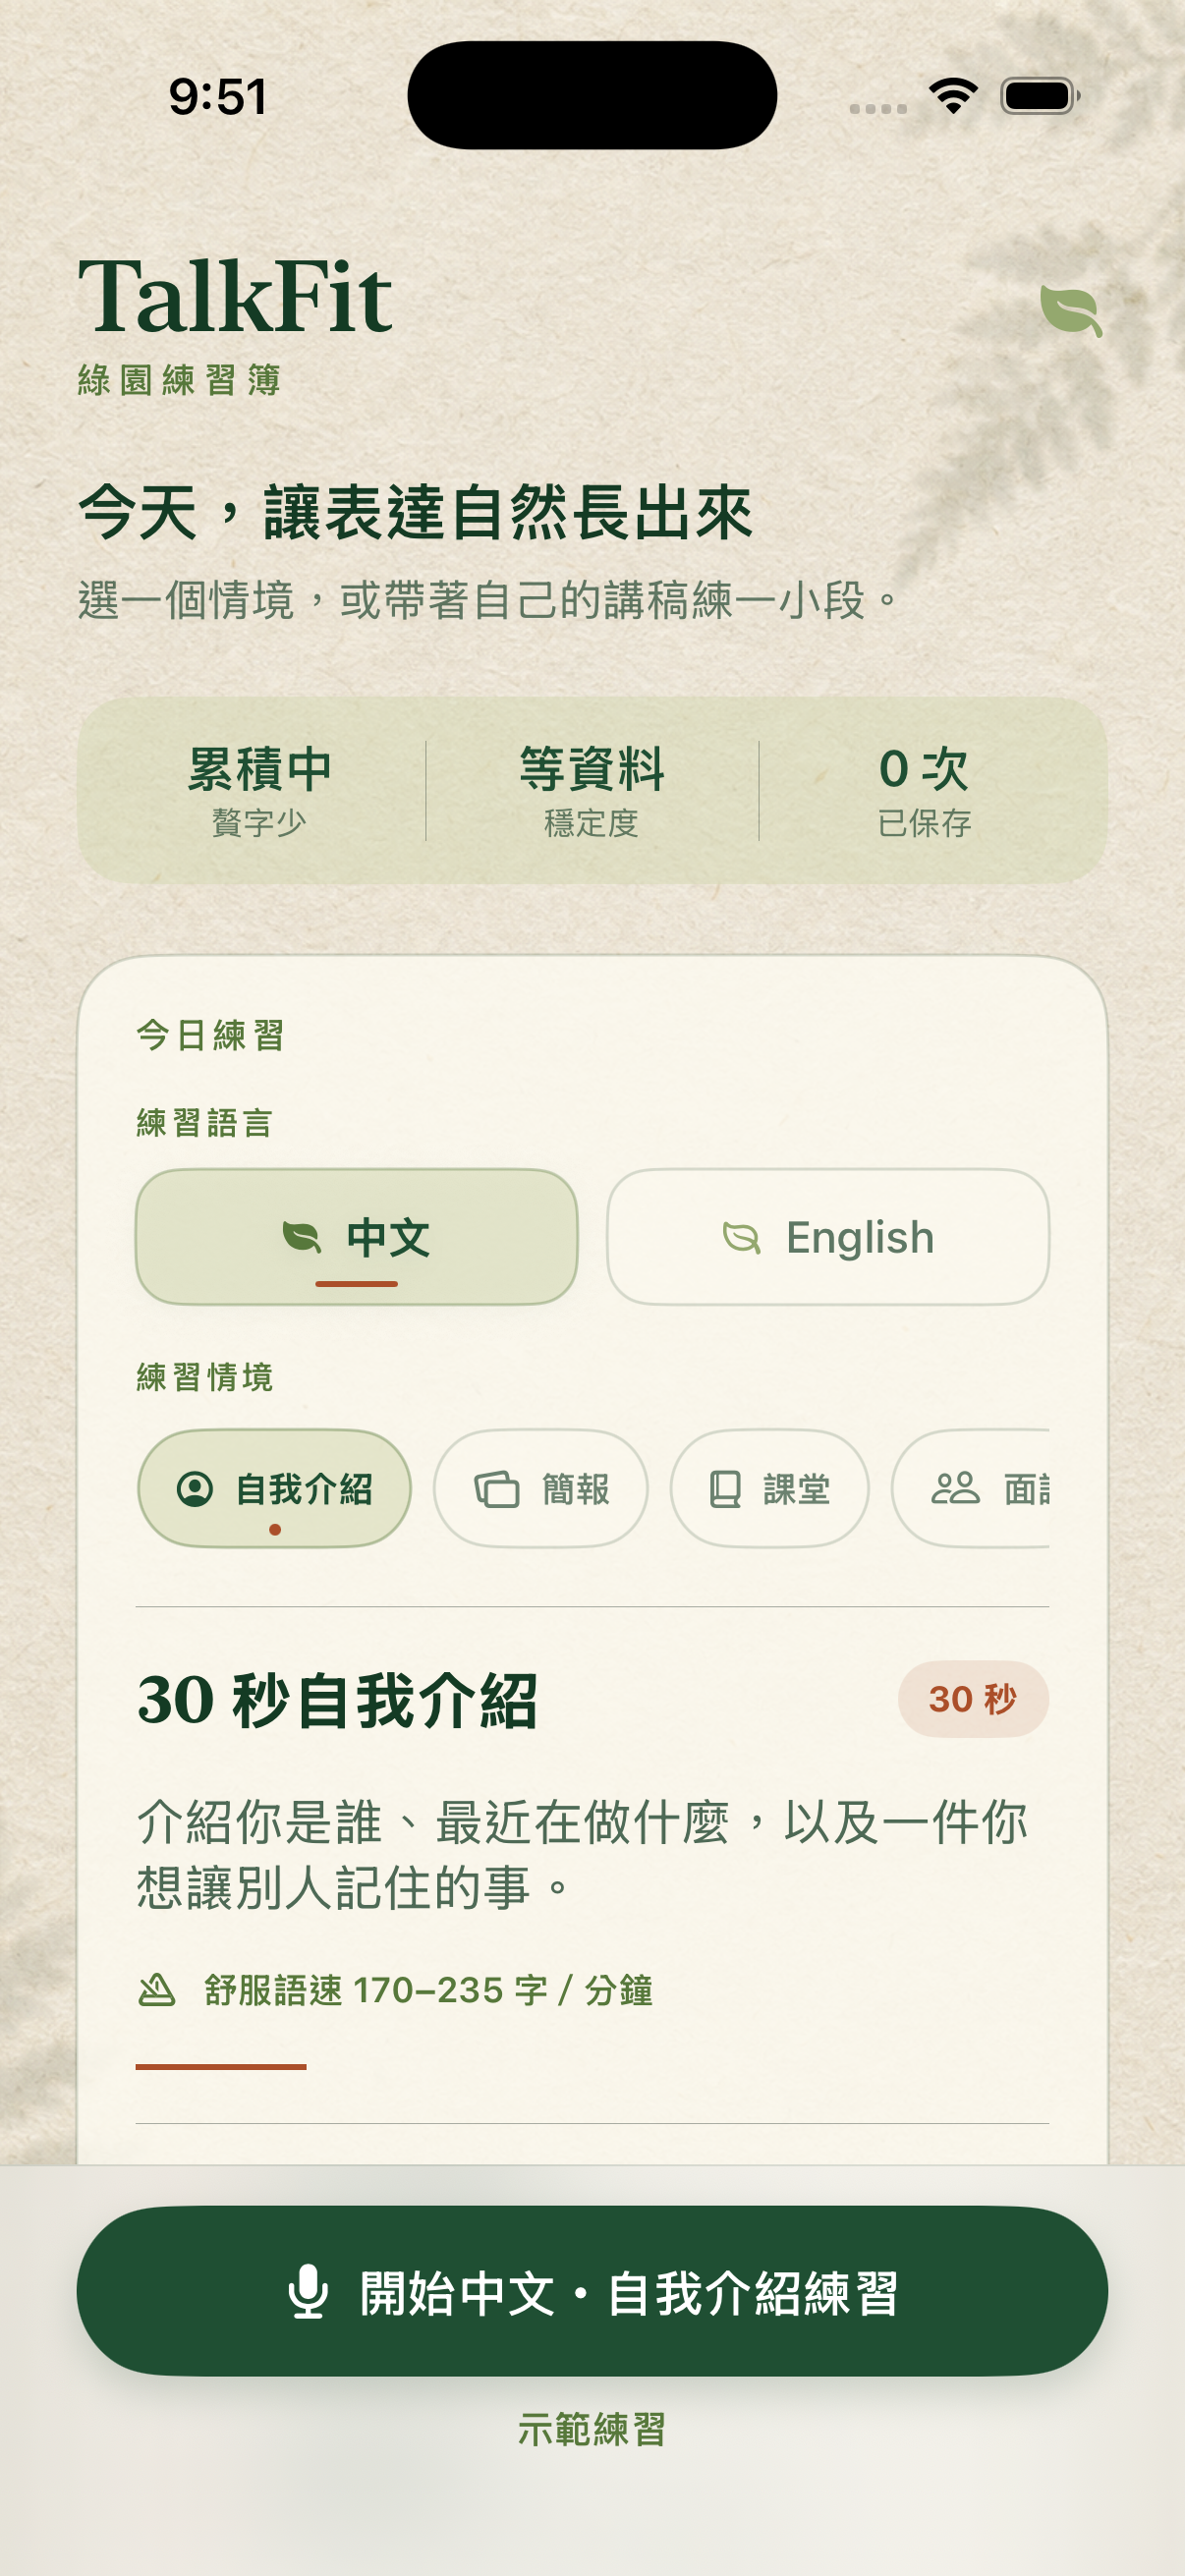 9:51
TalkFit
綠園練習簿
今天，讓表達自然長出來
選一個情境，或帶著自己的講稿練一小段。
累積中
贅字少
等資料
穩定度
0 次
已保存
今日練習
練習語言
中文
English
練習情境
自我介紹
簡報
課堂
面
30 秒自我介紹
30 秒
介紹你是誰、最近在做什麼，以及一件你
想讓別人記住的事。
舒服語速 170–235 字 / 分鐘
開始中文・自我介紹練習
示範練習